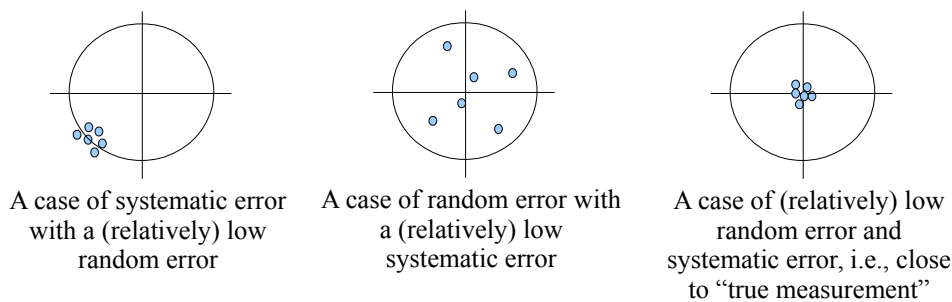 A case of systematic error
with a (relatively) low
random error
A case of random error with
a (relatively) low
systematic error
A case of (relatively) low
random error and
systematic error, i.e., close
to “true measurement”